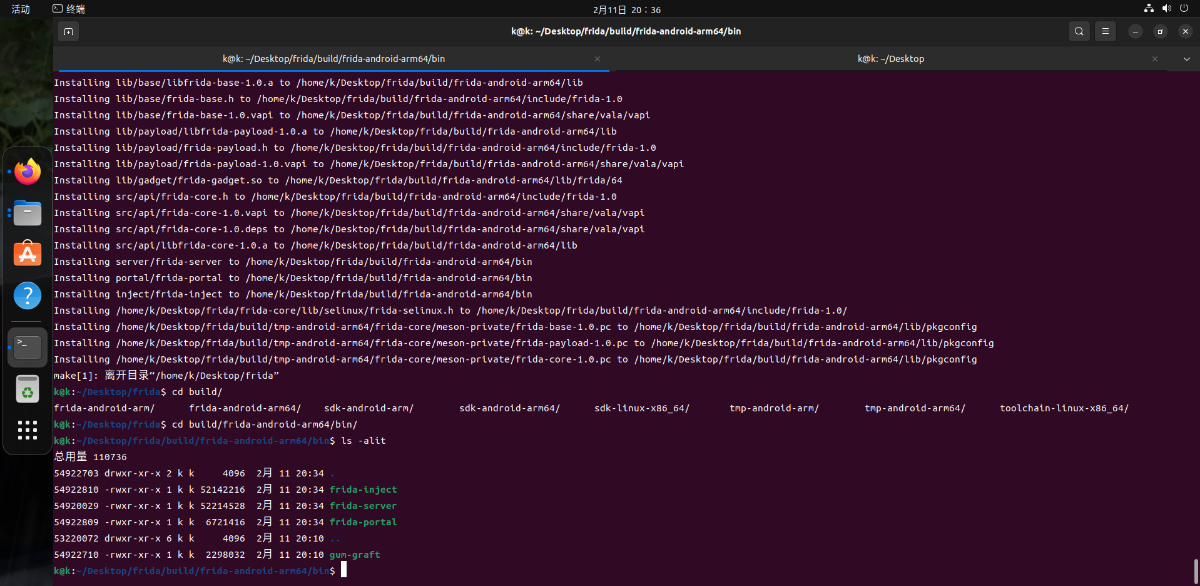 活动 终端 2月11日 20：36
k@k: ~/Desktop/frida/build/frida-android-arm64/bin
k@k: ~/Desktop/frida/build/frida-android-arm64/bin × k@k: ~/Desktop ×
Installing lib/base/libfrida-base-1.0.a to /home/k/Desktop/frida/build/frida-android-arm64/lib
Installing lib/base/frida-base.h to /home/k/Desktop/frida/build/frida-android-arm64/include/frida-1.0
Installing lib/base/frida-base-1.0.vapi to /home/k/Desktop/frida/build/frida-android-arm64/share/vala/vapi
Installing lib/payload/libfrida-payload-1.0.a to /home/k/Desktop/frida/build/frida-android-arm64/lib
Installing lib/payload/frida-payload.h to /home/k/Desktop/frida/build/frida-android-arm64/include/frida-1.0
Installing lib/payload/frida-payload-1.0.vapi to /home/k/Desktop/frida/build/frida-android-arm64/share/vala/vapi
Installing lib/gadget/frida-gadget.so to /home/k/Desktop/frida/build/frida-android-arm64/lib/frida/64
Installing src/api/frida-core.h to /home/k/Desktop/frida/build/frida-android-arm64/include/frida-1.0
Installing src/api/frida-core-1.0.vapi to /home/k/Desktop/frida/build/frida-android-arm64/share/vala/vapi
Installing src/api/frida-core-1.0.deps to /home/k/Desktop/frida/build/frida-android-arm64/share/vala/vapi
Installing src/api/libfrida-core-1.0.a to /home/k/Desktop/frida/build/frida-android-arm64/lib
Installing server/frida-server to /home/k/Desktop/frida/build/frida-android-arm64/bin
Installing portal/frida-portal to /home/k/Desktop/frida/build/frida-android-arm64/bin
Installing inject/frida-inject to /home/k/Desktop/frida/build/frida-android-arm64/bin
Installing /home/k/Desktop/frida/frida-core/lib/selinux/frida-selinux.h to /home/k/Desktop/frida/build/frida-android-arm64/include/frida-1.0/
Installing /home/k/Desktop/frida/build/tmp-android-arm64/frida-core/meson-private/frida-base-1.0.pc to /home/k/Desktop/frida/build/frida-android-arm64/lib/pkgconfig
Installing /home/k/Desktop/frida/build/tmp-android-arm64/frida-core/meson-private/frida-payload-1.0.pc to /home/k/Desktop/frida/build/frida-android-arm64/lib/pkgconfig
Installing /home/k/Desktop/frida/build/tmp-android-arm64/frida-core/meson-private/frida-core-1.0.pc to /home/k/Desktop/frida/build/frida-android-arm64/lib/pkgconfig
make[1]: 离开目录“/home/k/Desktop/frida”
k@k:~/Desktop/frida$ cd build/
frida-android-arm/ frida-android-arm64/ sdk-android-arm/ sdk-android-arm64/ sdk-linux-x86_64/ tmp-android-arm/ tmp-android-arm64/ toolchain-linux-x86_64/
k@k:~/Desktop/frida$ cd build/frida-android-arm64/bin/
k@k:~/Desktop/frida/build/frida-android-arm64/bin$ ls -alit
总用量 110736
54922703 drwxr-xr-x 2 k k 4096 2月 11 20:34 .
54922810 -rwxr-xr-x 1 k k 52142216 2月 11 20:34 frida-inject
54920029 -rwxr-xr-x 1 k k 52214528 2月 11 20:34 frida-server
54922809 -rwxr-xr-x 1 k k 6721416 2月 11 20:34 frida-portal
53220072 drwxr-xr-x 6 k k 4096 2月 11 20:10 ..
54922710 -rwxr-xr-x 1 k k 2298032 2月 11 20:10 gum-graft
k@k:~/Desktop/frida/build/frida-android-arm64/bin$